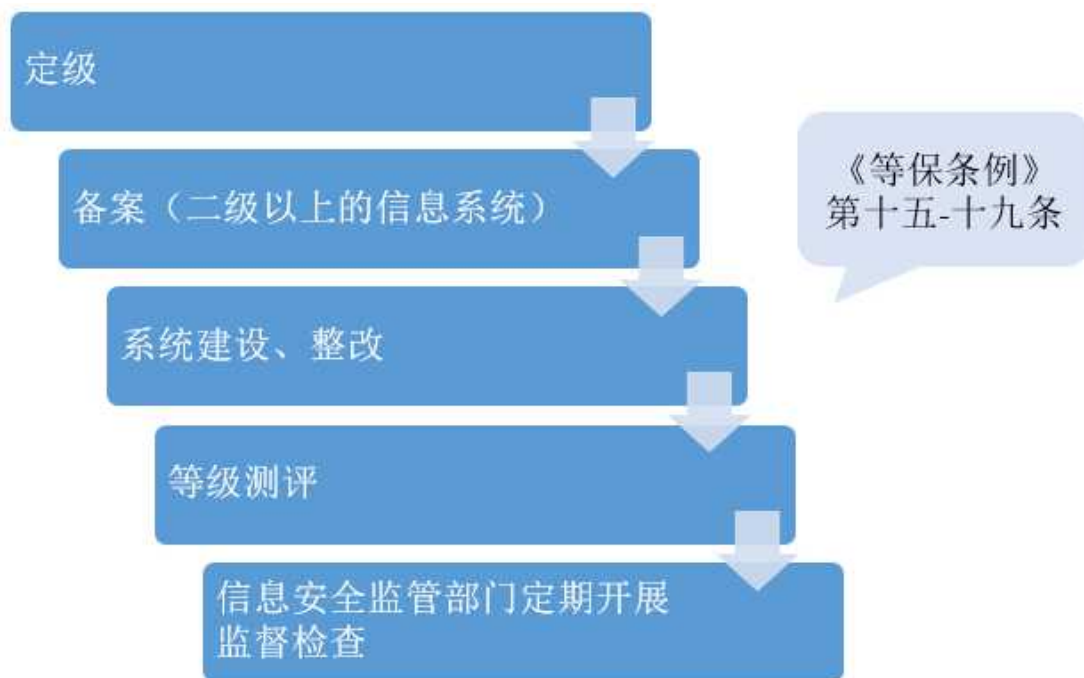 定级
备案（二级以上的信息系统）
《等保条例》
第十五-十九条
系统建设、整改
等级测评
信息安全监管部门定期开展
监督检查